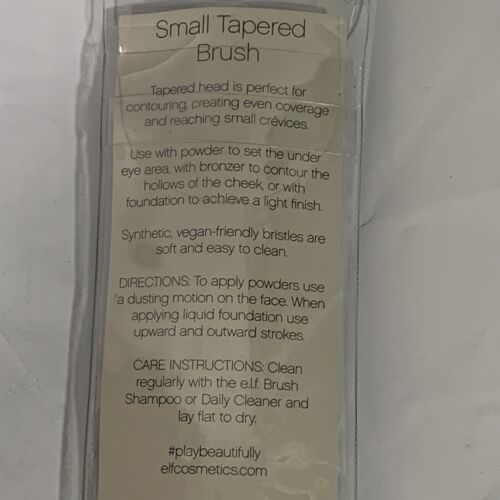 Small Tapered
Brush
Tapered head is perfect for
contouring, creating even coverage
and reaching small crevices.
Use with powder to set the under
eye area, with bronzer to contour the
hollows of the cheek, or with
foundation to achieve a light finish.
Synthetic, vegan-friendly bristles are
soft and easy to clean.
DIRECTIONS: To apply powders use
a dusting motion on the face. When
applying liquid foundation use
upward and outward strokes.
CARE INSTRUCTIONS: Clean
regularly with the e.l.f. Brush
Shampoo or Daily Cleaner and
lay flat to dry.
#playbeautifully
elfcosmetics.com